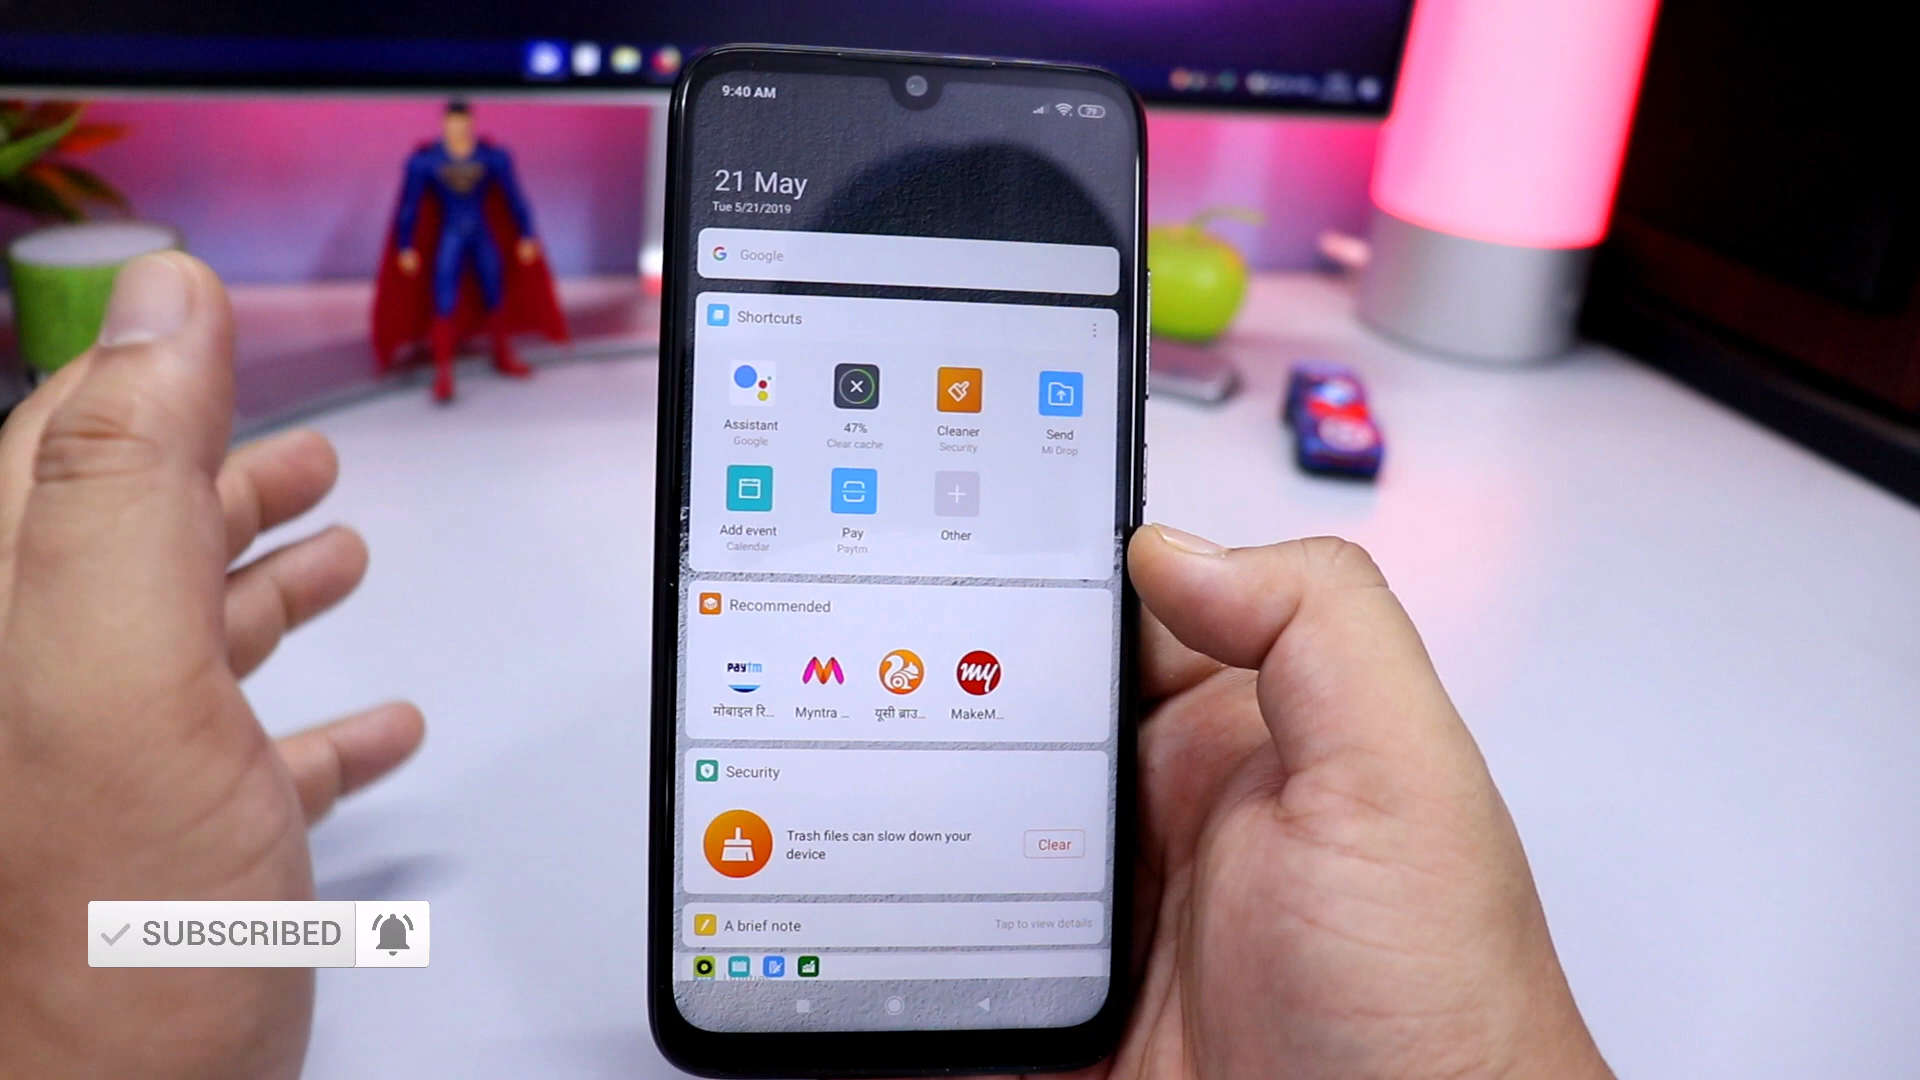 9:40 AM
79
21 May
Tue 5/21/2019
Google
Shortcuts
Assistant
Google
47%
Clear cache
Cleaner
Security
Send
Mi Drop
Add event
Calendar
Pay
Paytm
Other
Recommended
paytm
my
मोबाइल रि...
Myntra ...
यूसी ब्राउ...
MakeM...
Security
Trash files can slow down your
device
Clear
A brief note
Tap to view details
SUBSCRIBED